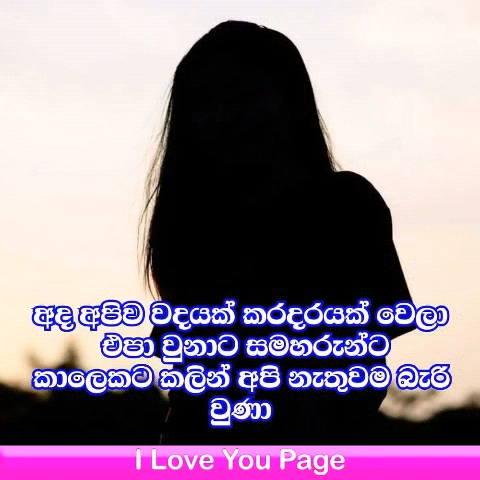 අද අපිව වදයක් කරදරයක් වෙලා
එපා වුනාට සමහරුන්ට
කාලෙකට කලින් අපි නැතුවම බැරි
වුණා
I Love You Page